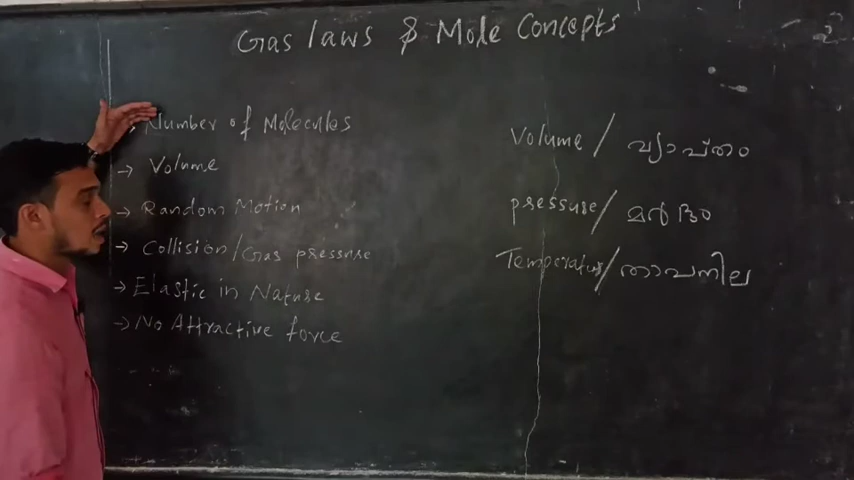 Gas laws & Mole Concepts
Number of Molecules
→ Volume
→ Random Motion
→ Collision/Gas pressure
→ Elastic in Nature
→ No Attractive force
Volume / വ്യാപ്തം
pressure / മർദ്ദം
Temperatur / താപനില